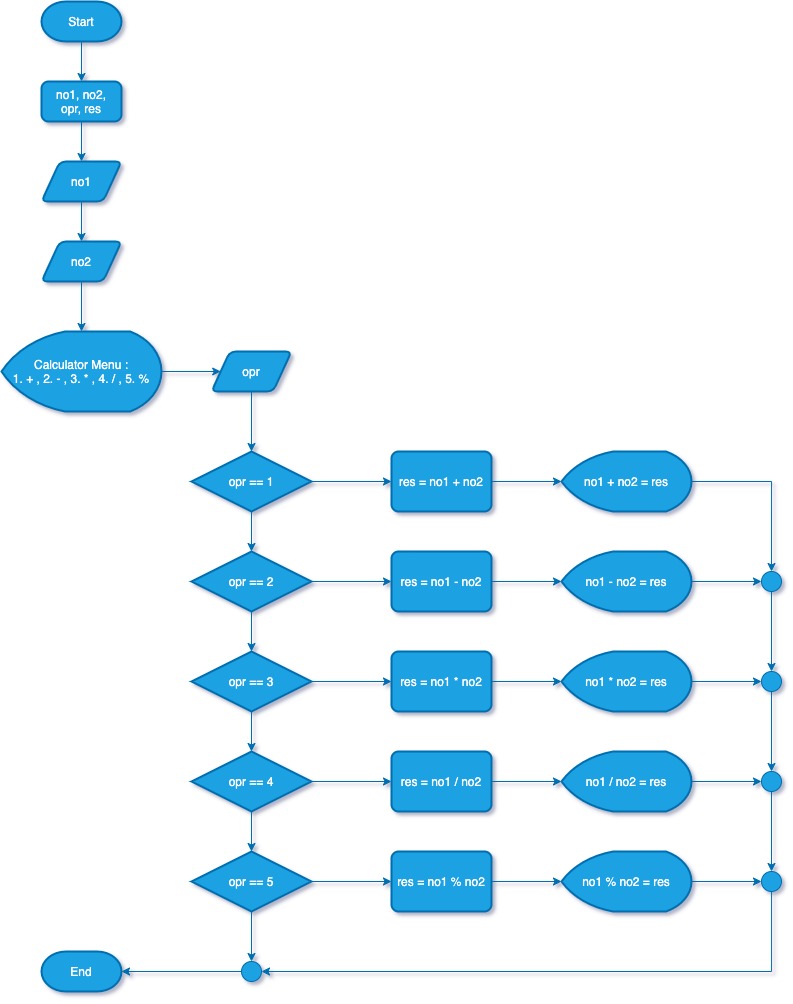 Start
no1, no2,
opr, res
no1
no2
Calculator Menu :
1. + , 2. - , 3. * , 4. / , 5. %
opr
opr == 1
res = no1 + no2
no1 + no2 = res
opr == 2
res = no1 - no2
no1 - no2 = res
opr == 3
res = no1 * no2
no1 * no2 = res
opr == 4
res = no1 / no2
no1 / no2 = res
opr == 5
res = no1 % no2
no1 % no2 = res
End